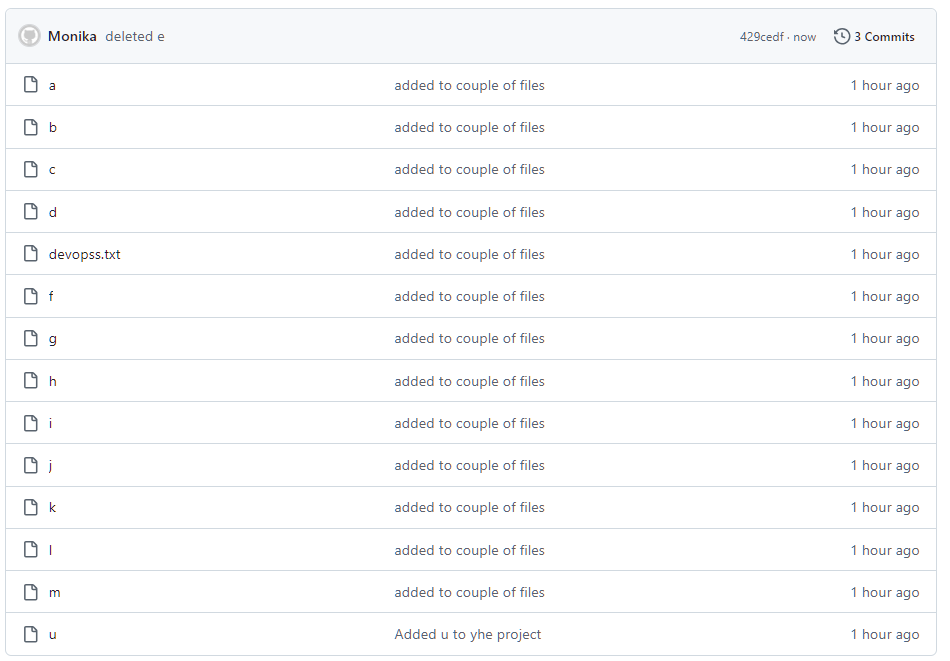 Monika deleted e 429cedf · now 3 Commits
a added to couple of files 1 hour ago
b added to couple of files 1 hour ago
c added to couple of files 1 hour ago
d added to couple of files 1 hour ago
devopss.txt added to couple of files 1 hour ago
f added to couple of files 1 hour ago
g added to couple of files 1 hour ago
h added to couple of files 1 hour ago
i added to couple of files 1 hour ago
j added to couple of files 1 hour ago
k added to couple of files 1 hour ago
l added to couple of files 1 hour ago
m added to couple of files 1 hour ago
u Added u to yhe project 1 hour ago